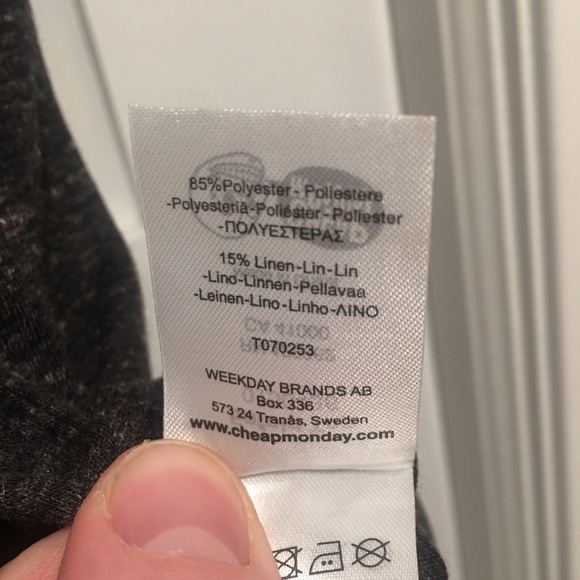 85%Polyester - Poliestere
-Polyesteriä-Poliéster-Poliester
-ΠΟΛΥΕΣΤΕΡΑΣ
15% Linen-Lin-Lin
-Lino-Linnen-Pellavaa
-Leinen-Lino-Linho-ΛΙΝΟ
T070253
WEEKDAY BRANDS AB
Box 336
573 24 Tranås, Sweden
www.cheapmonday.com